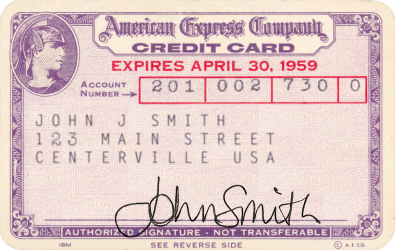 American Express Company
CREDIT CARD
EXPIRES APRIL 30, 1959
ACCOUNT NUMBER → 201 002 730 0
JOHN J SMITH
123 MAIN STREET
CENTERVILLE USA
John Smith
AUTHORIZED SIGNATURE - NOT TRANSFERABLE
IBM SEE REVERSE SIDE © A E CO.